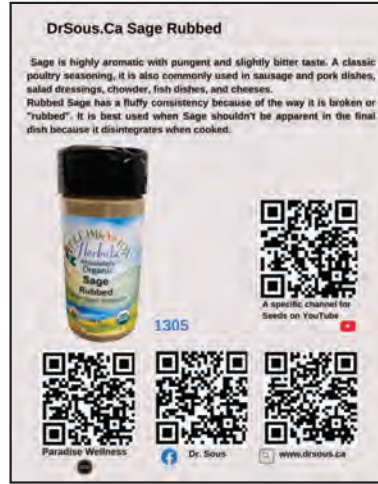 DrSous.Ca Sage Rubbed
Sage is highly aromatic with pungent and slightly bitter taste. A classic
poultry seasoning, it is also commonly used in sausage and pork dishes,
salad dressings, chowder, fish dishes, and cheeses.
Rubbed Sage has a fluffy consistency because of the way it is broken or
"rubbed". It is best used when Sage shouldn't be apparent in the final
dish because it disintegrates when cooked.
Herbals
Absolutely
Organic
Sage
Rubbed
1305
A specific channel for
Seeds on YouTube
Paradise Wellness
Dr. Sous
www.drsous.ca